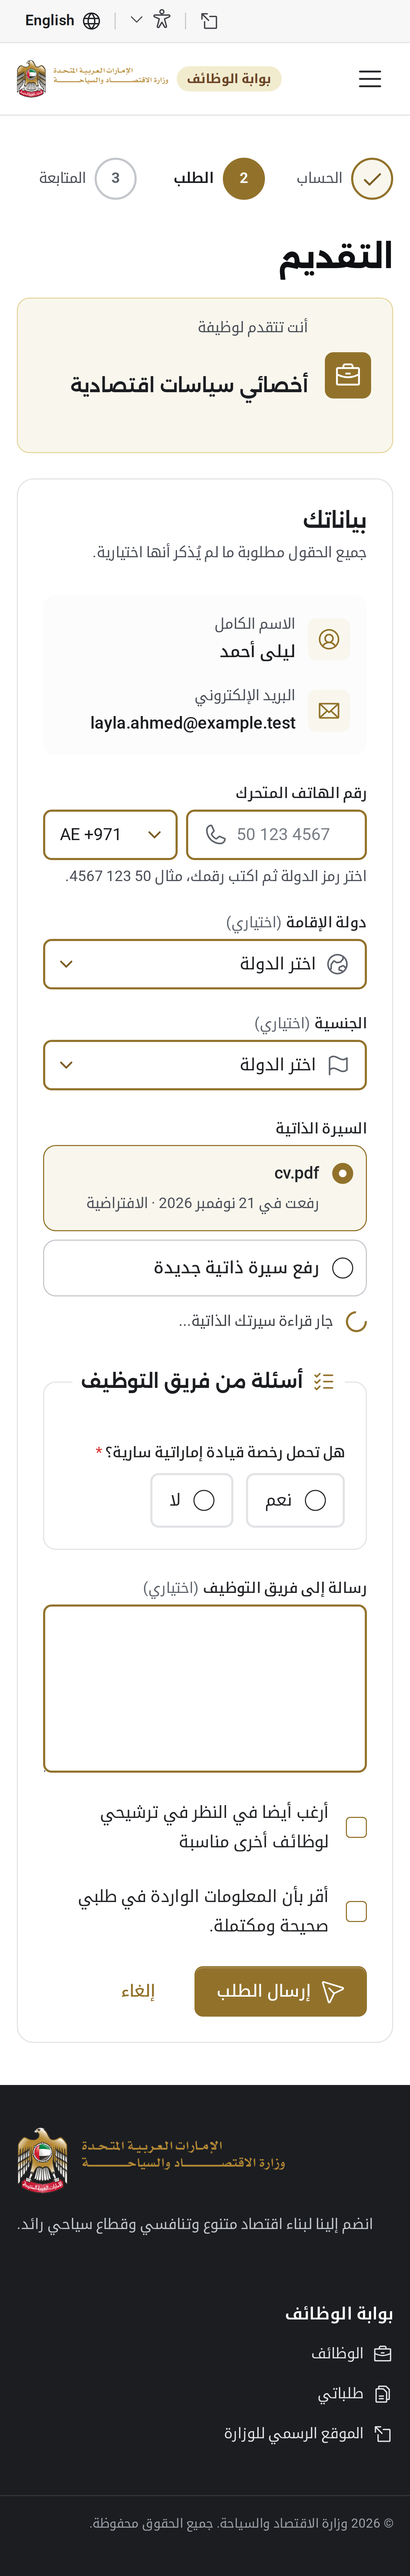 English
بوابة الوظائف
الإمارات العربية المتحدة
وزارة الاقتصاد والسياحة
الحساب
2 الطلب
3 المتابعة
التقديم
أنت تتقدم لوظيفة
أخصائي سياسات اقتصادية
بياناتك
جميع الحقول مطلوبة ما لم يُذكر أنها اختيارية.
الاسم الكامل
ليلى أحمد
البريد الإلكتروني
layla.ahmed@example.test
رقم الهاتف المتحرك
50 123 4567
AE +971
اختر رمز الدولة ثم اكتب رقمك، مثال 50 123 4567.
دولة الإقامة (اختياري)
اختر الدولة
الجنسية (اختياري)
اختر الدولة
السيرة الذاتية
cv.pdf
رفعت في 21 نوفمبر 2026 · الافتراضية
رفع سيرة ذاتية جديدة
جار قراءة سيرتك الذاتية...
أسئلة من فريق التوظيف
هل تحمل رخصة قيادة إماراتية سارية؟ *
نعم
لا
رسالة إلى فريق التوظيف (اختياري)
أرغب أيضا في النظر في ترشيحي
لوظائف أخرى مناسبة
أقر بأن المعلومات الواردة في طلبي
صحيحة ومكتملة.
إرسال الطلب
إلغاء
الإمارات العربية المتحدة
وزارة الاقتصاد والسياحة
انضم إلينا لبناء اقتصاد متنوع وتنافسي وقطاع سياحي رائد.
بوابة الوظائف
الوظائف
طلباتي
الموقع الرسمي للوزارة
© 2026 وزارة الاقتصاد والسياحة. جميع الحقوق محفوظة.